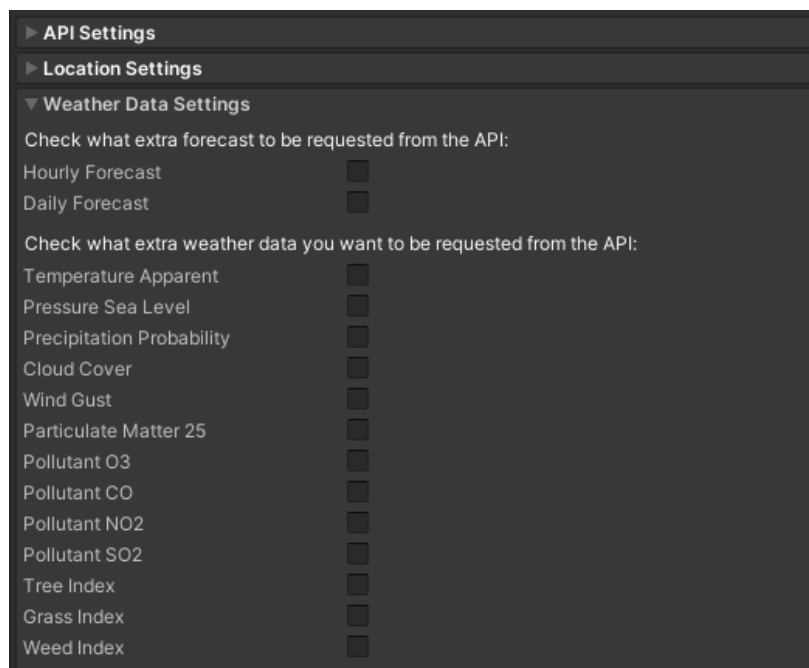 API Settings
Location Settings
Weather Data Settings
Check what extra forecast to be requested from the API:
Hourly Forecast
Daily Forecast
Check what extra weather data you want to be requested from the API:
Temperature Apparent
Pressure Sea Level
Precipitation Probability
Cloud Cover
Wind Gust
Particulate Matter 25
Pollutant O3
Pollutant CO
Pollutant NO2
Pollutant SO2
Tree Index
Grass Index
Weed Index